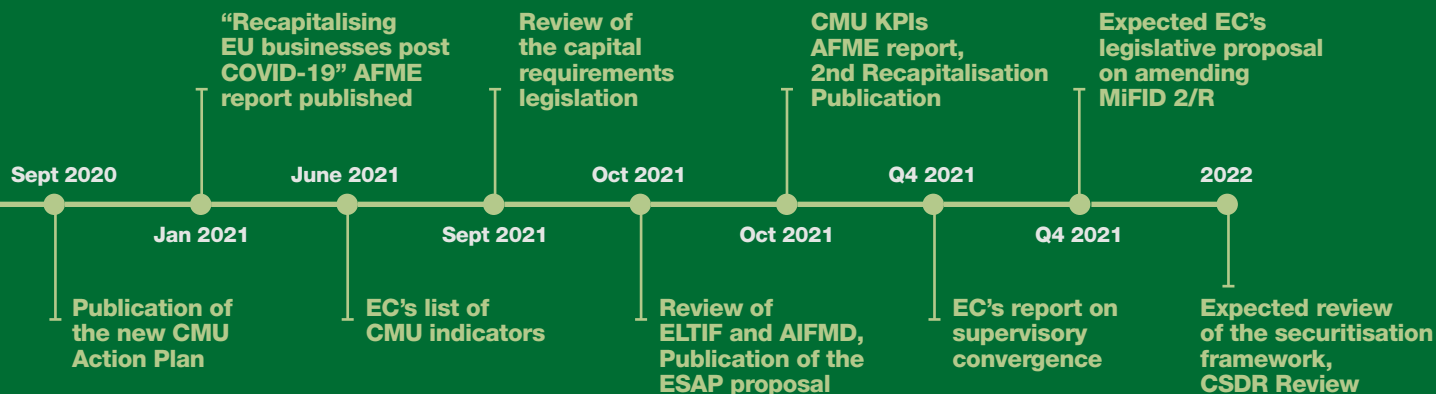 “Recapitalising
EU businesses post
COVID-19” AFME
report published
Review of
the capital
requirements
legislation
CMU KPIs
AFME report,
2nd Recapitalisation
Publication
Expected EC’s
legislative proposal
on amending
MiFID 2/R
Sept 2020
June 2021
Oct 2021
Q4 2021
2022
Jan 2021
Sept 2021
Oct 2021
Q4 2021
Publication of
the new CMU
Action Plan
EC’s list of
CMU indicators
Review of
ELTIF and AIFMD,
Publication of the
ESAP proposal
EC’s report on
supervisory
convergence
Expected review
of the securitisation
framework,
CSDR Review